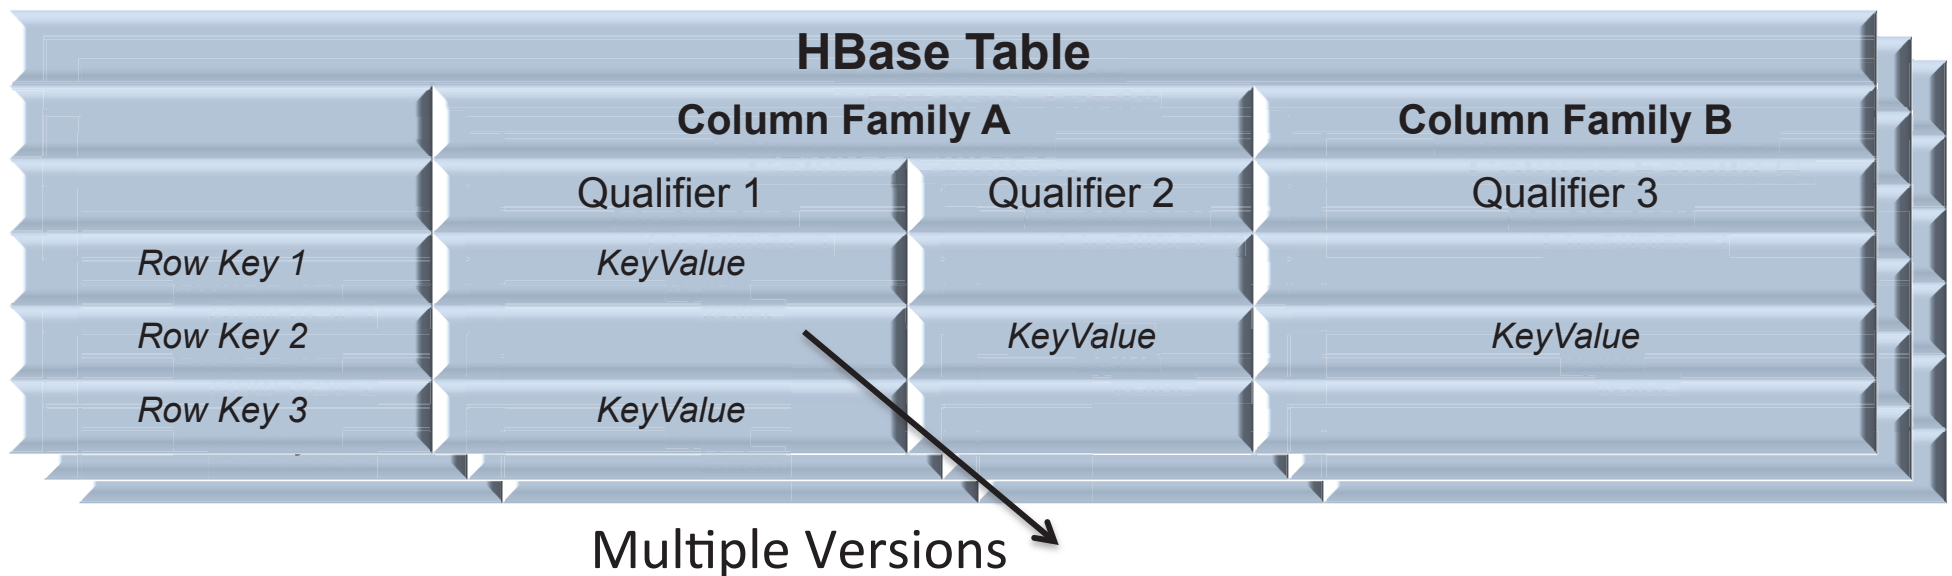 HBase Table
Column Family A Column Family B
Qualifier 1 Qualifier 2 Qualifier 3
Row Key 1 KeyValue
Row Key 2 KeyValue KeyValue
Row Key 3 KeyValue
Multiple Versions